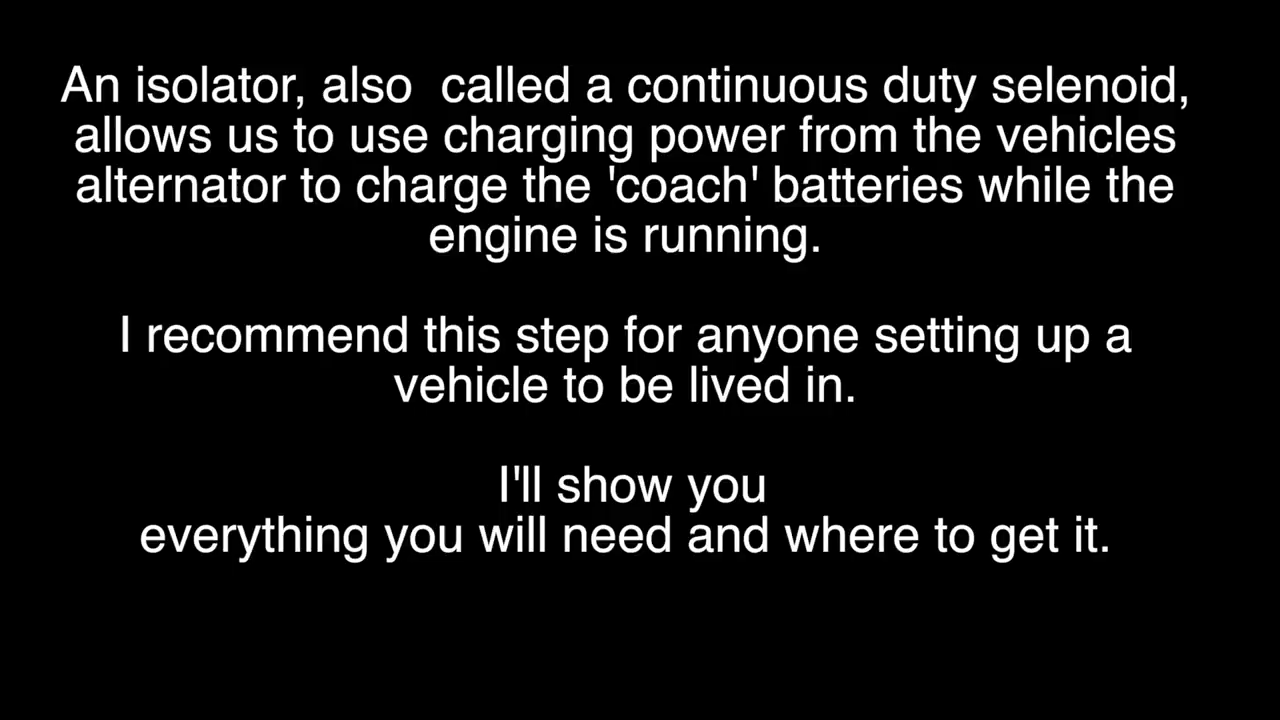 An isolator, also  called a continuous duty selenoid,
allows us to use charging power from the vehicles
alternator to charge the 'coach' batteries while the
engine is running.
I recommend this step for anyone setting up a
vehicle to be lived in.
I'll show you
everything you will need and where to get it.